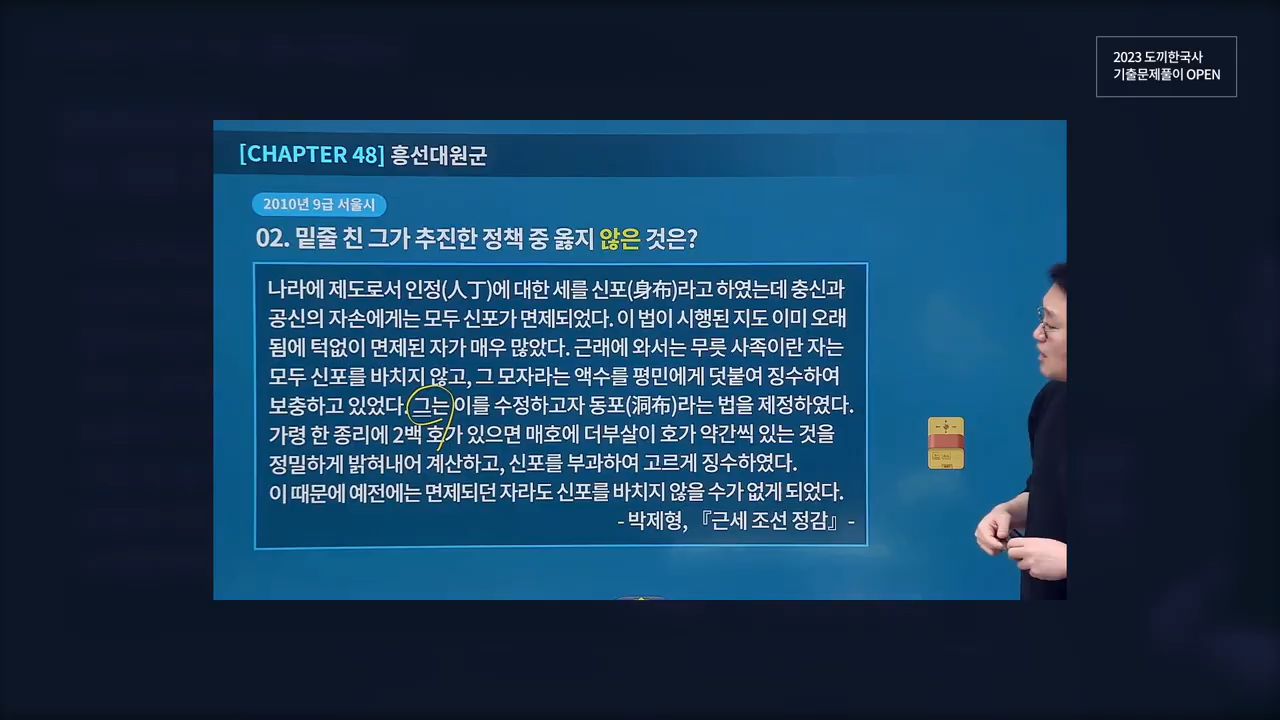 2023 도끼한국사
기출문제풀이 OPEN
[CHAPTER 48] 흥선대원군
2010년 9급 서울시
02. 밑줄 친 그가 추진한 정책 중 옳지 않은 것은?
나라에 제도로서 인정(人丁)에 대한 세를 신포(身布)라고 하였는데 충신과
공신의 자손에게는 모두 신포가 면제되었다. 이 법이 시행된 지도 이미 오래
됨에 턱없이 면제된 자가 매우 많았다. 근래에 와서는 무릇 사족이란 자는
모두 신포를 바치지 않고, 그 모자라는 액수를 평민에게 덧붙여 징수하여
보충하고 있었다. 그는 이를 수정하고자 동포(洞布)라는 법을 제정하였다.
가령 한 종리에 2백 호가 있으면 매호에 더부살이 호가 약간씩 있는 것을
정밀하게 밝혀내어 계산하고, 신포를 부과하여 고르게 징수하였다.
이 때문에 예전에는 면제되던 자라도 신포를 바치지 않을 수가 없게 되었다.
- 박제형, 『근세 조선 정감』 -